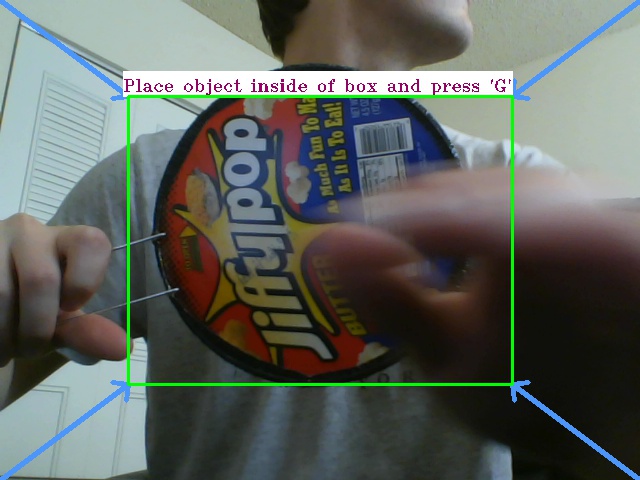 Place object inside of box and press 'G'
Jiffy pop
BUTTER
As Much Fun To Ma
As It Is To Eat!